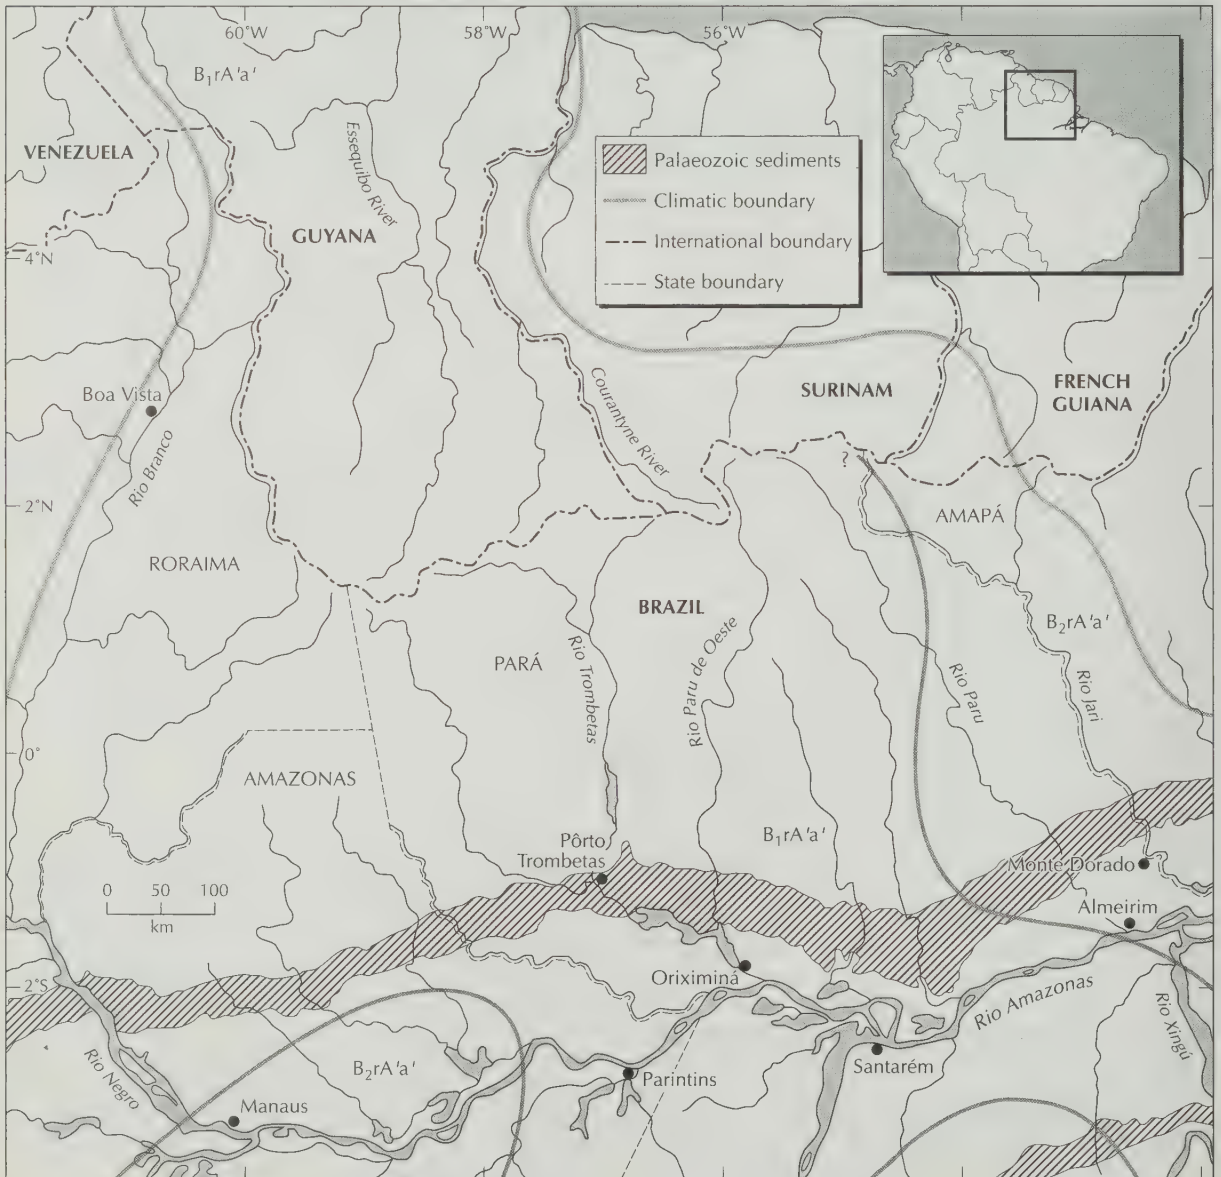 60°W
58°W
56°W
B₁rA'a'
VENEZUELA
Essequibo River
GUYANA
Palaeozoic sediments
Climatic boundary
International boundary
State boundary
4°N
Boa Vista
Rio Branco
Courantyne River
SURINAM
FRENCH
GUIANA
?
2°N
AMAPÁ
RORAIMA
BRAZIL
B₂rA'a'
PARÁ
Rio Trombetas
Rio Paru de Oeste
Rio Paru
Rio Jari
0°
AMAZONAS
B₁rA'a'
Pôrto
Trombetas
Monte Dorado
0 50 100
km
Almeirim
2°S
Oriximiná
Rio Amazonas
Rio Xingú
Rio Negro
B₂rA'a'
Parintins
Santarém
Manaus